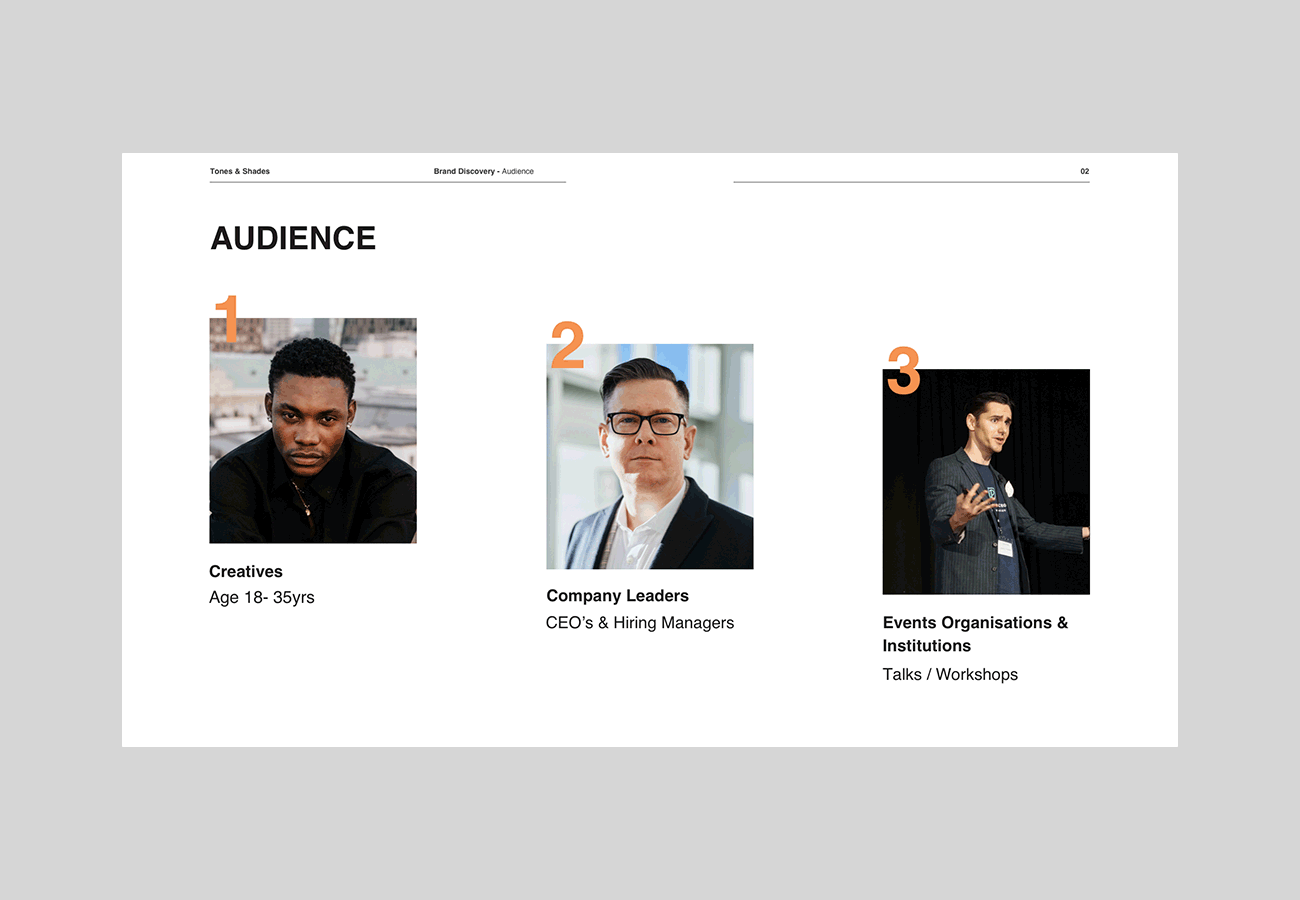 Tones & Shades
Brand Discovery - Audience
02
AUDIENCE
1
Creatives
Age 18- 35yrs
2
Company Leaders
CEO’s & Hiring Managers
3
Events Organisations &
Institutions
Talks / Workshops